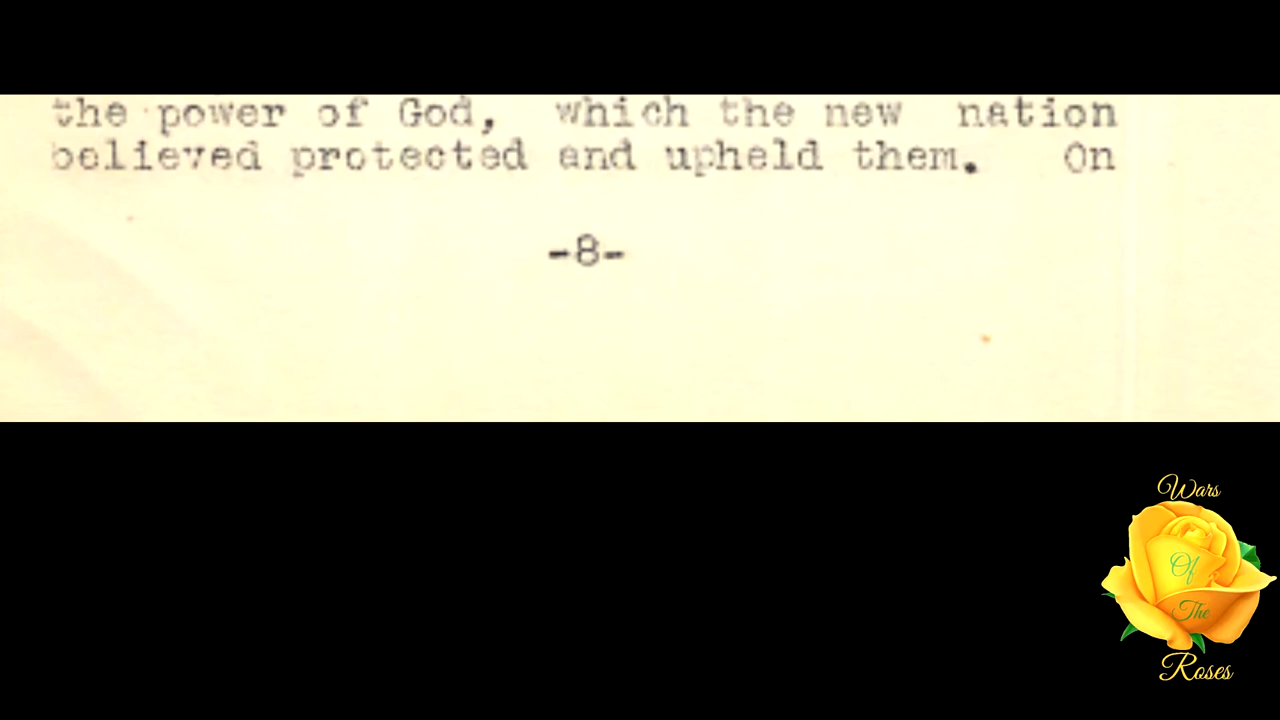 the power of God, which the new nation
believed protected and upheld them. On
-8-
Wars
Of
The
Roses